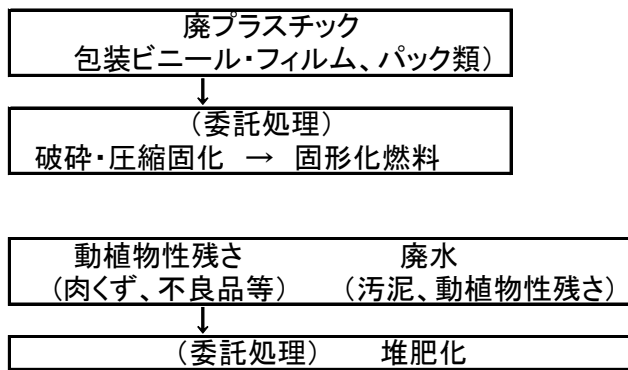 廃プラスチック
包装ビニール・フィルム、パック類）
↓
（委託処理）
破砕・圧縮固化　→　固形化燃料
動植物性残さ　廃水
（肉くず、不良品等）　（汚泥、動植物性残さ）
↓
（委託処理）　堆肥化